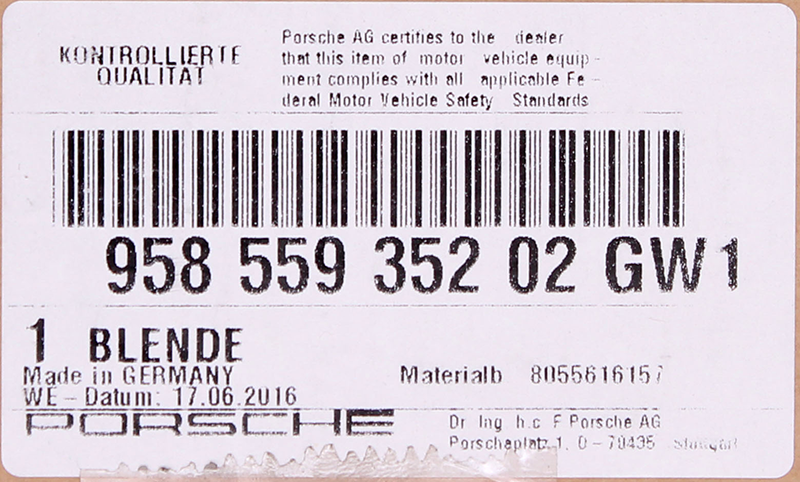 KONTROLLIERTE
QUALITAT
Porsche AG certifies to the dealer
that this item of motor vehicle equip-
ment complies with all applicable Fe-
deral Motor Vehicle Safety Standards
958 559 352 02 GW1
1 BLENDE
Made in GERMANY
Materialb 8055616157
WE-Datum: 17.06.2016
PORSCHE
Dr Ing h.c F Porsche AG
Porscheplatz 1, D-70435 Stuttgart